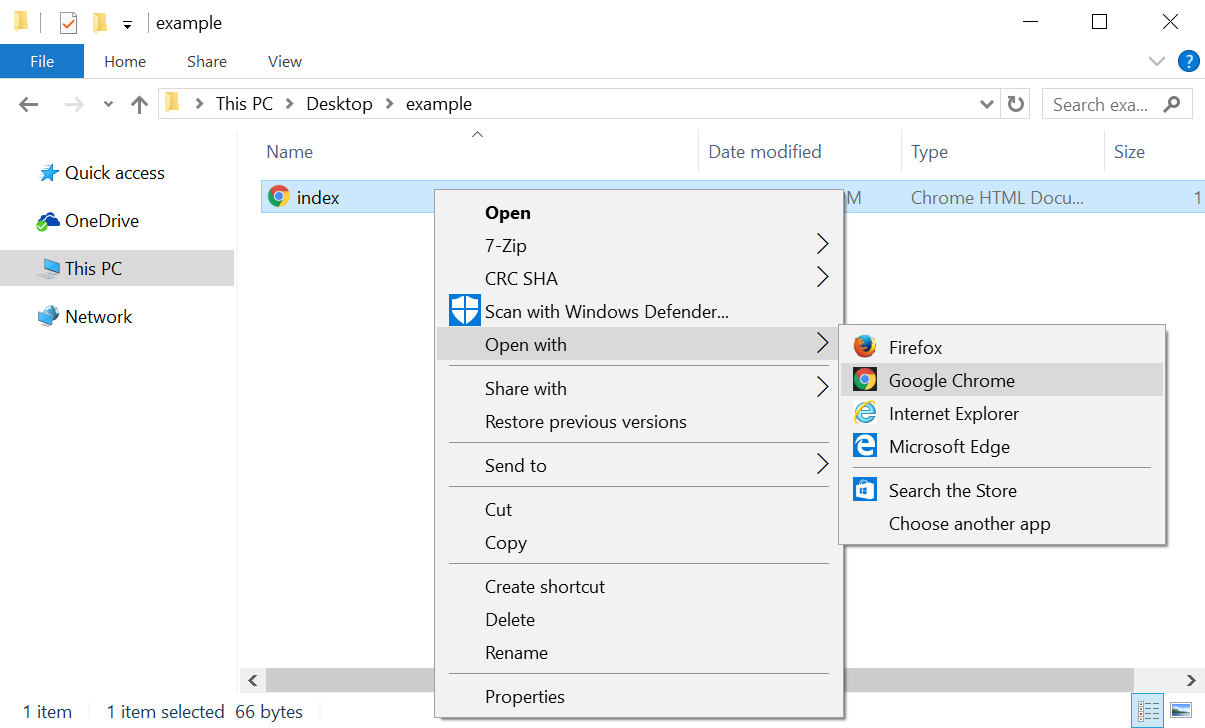 example
File Home Share View
?
This PC Desktop example
Search exa...
Name Date modified Type Size
Quick access
OneDrive
This PC
Network
index M Chrome HTML Docu... 1
Open
7-Zip
CRC SHA
Scan with Windows Defender...
Open with
Share with
Restore previous versions
Send to
Cut
Copy
Create shortcut
Delete
Rename
Properties
Firefox
Google Chrome
Internet Explorer
Microsoft Edge
Search the Store
Choose another app
1 item 1 item selected 66 bytes